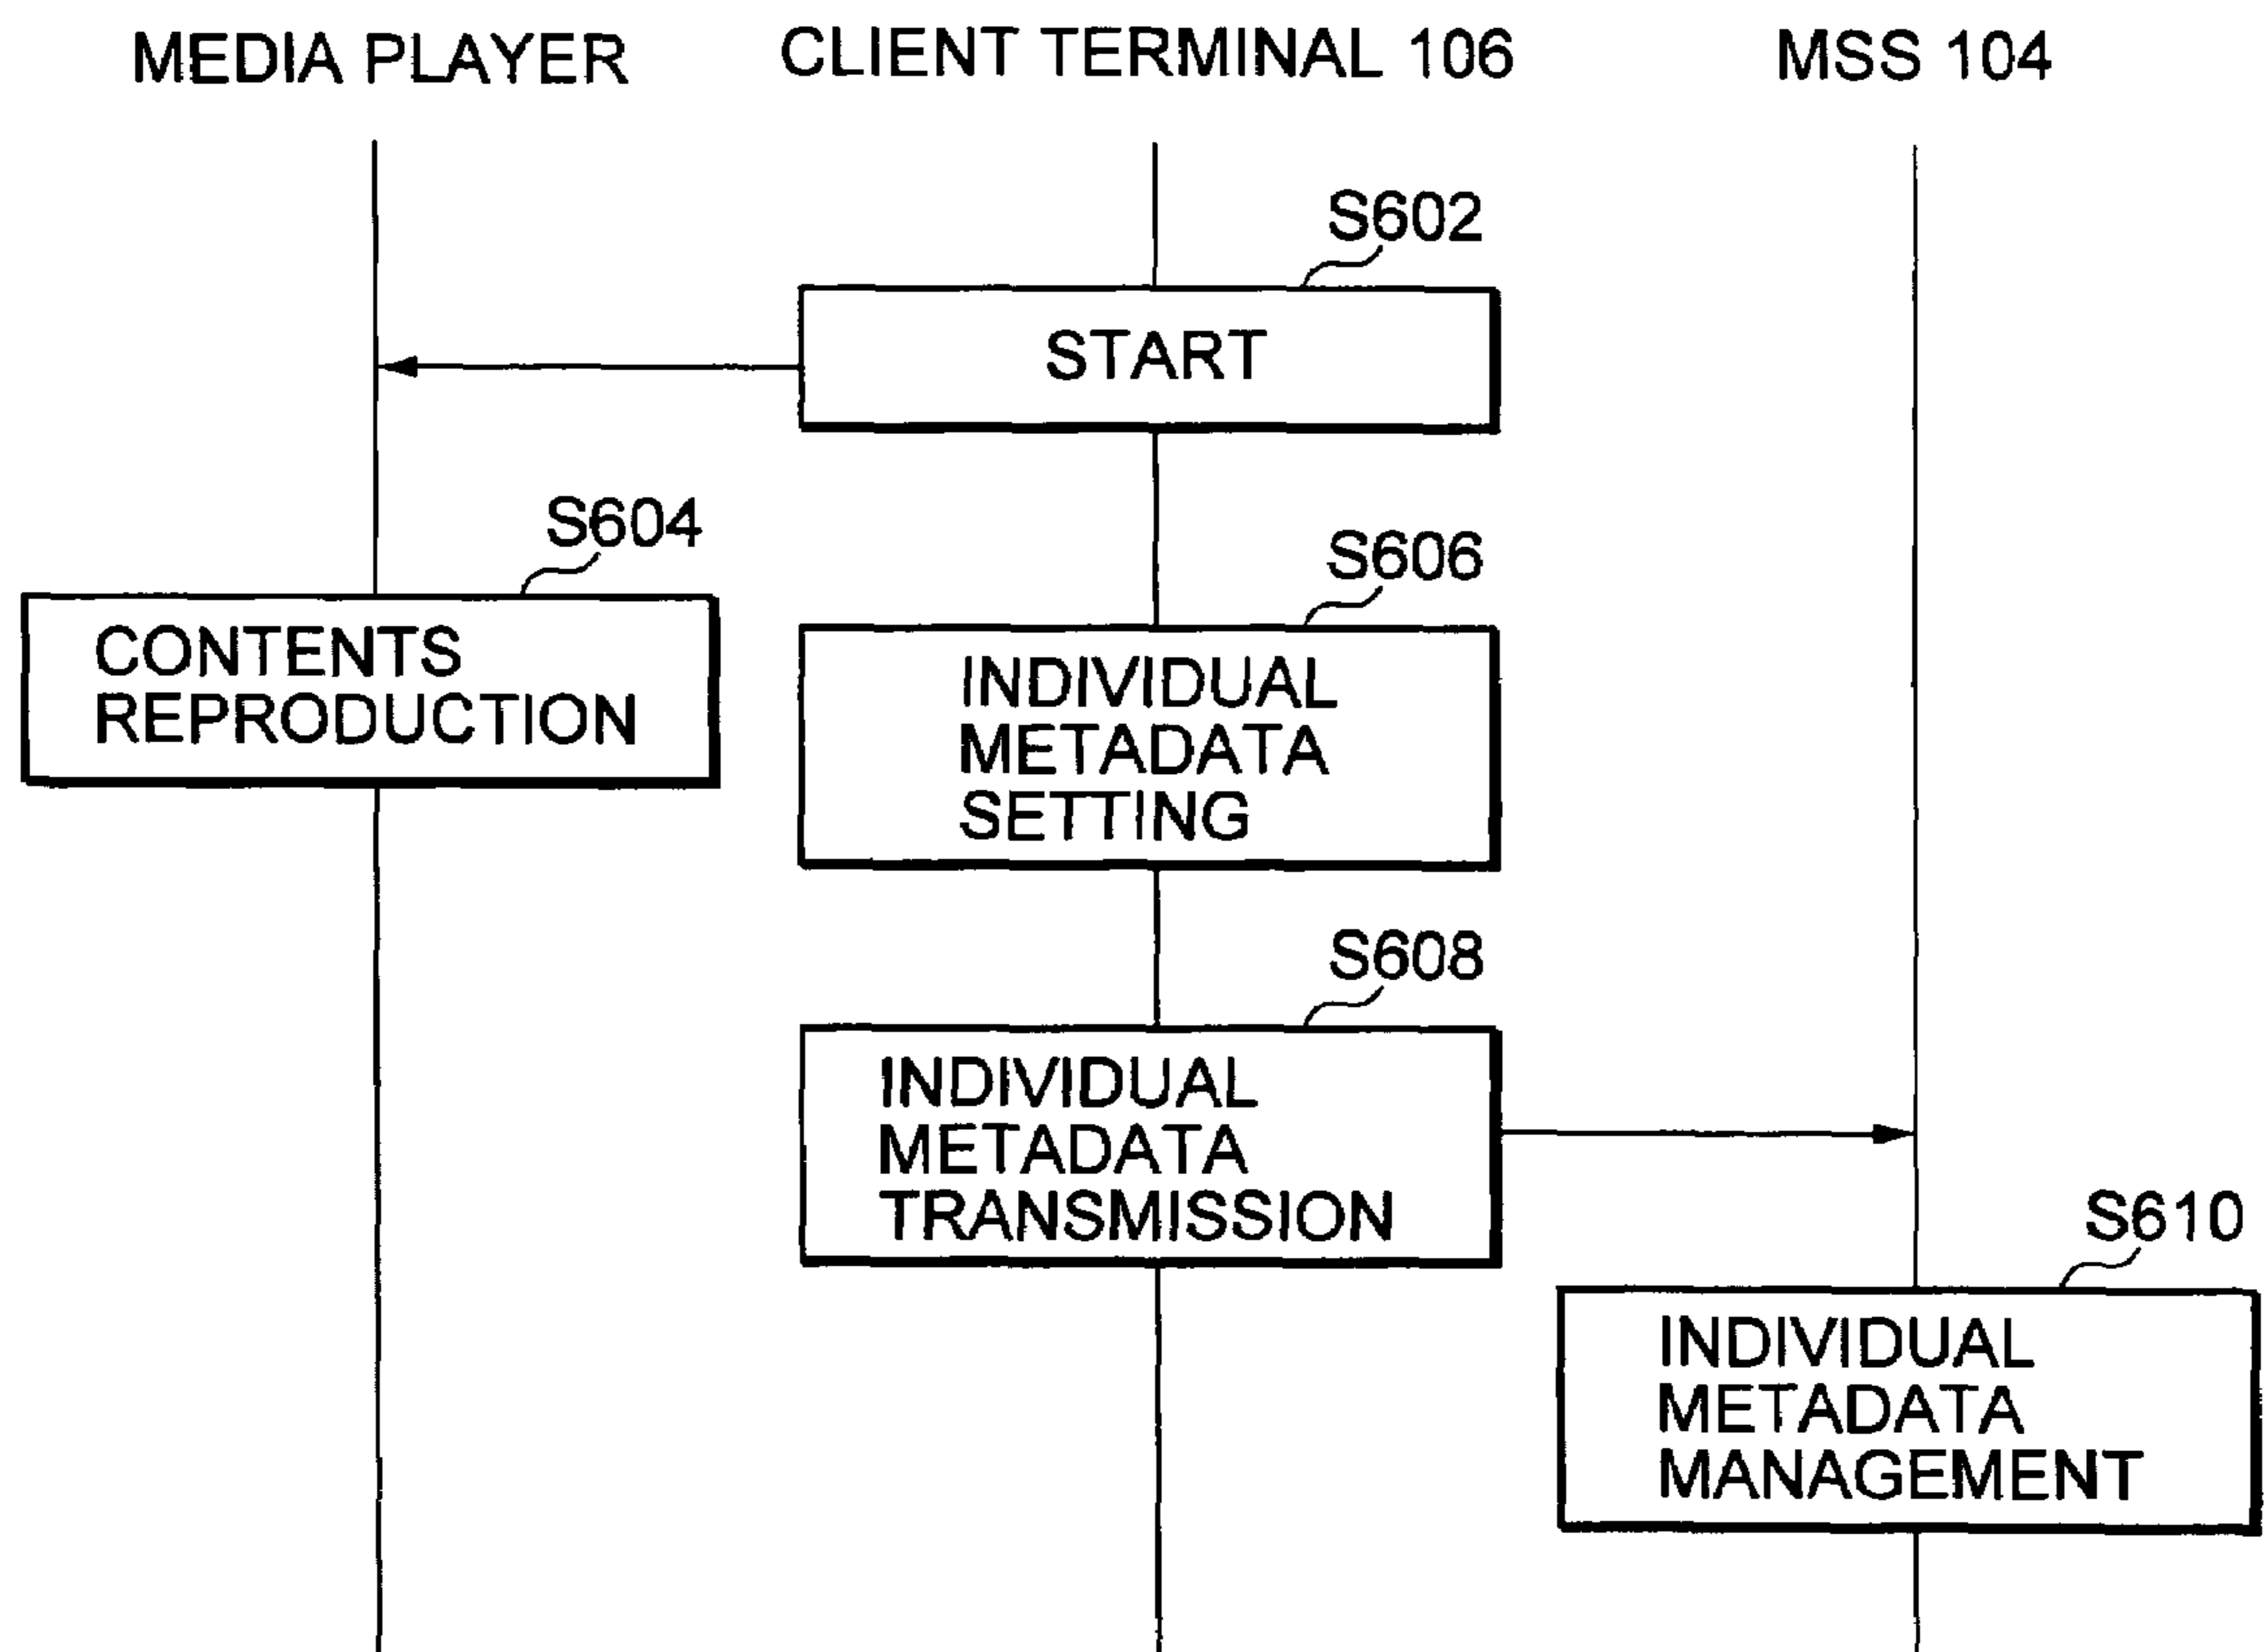 MEDIA PLAYER
CLIENT TERMINAL 106
MSS 104
S602
START
S604
CONTENTS
REPRODUCTION
S606
INDIVIDUAL
METADATA
SETTING
S608
INDIVIDUAL
METADATA
TRANSMISSION
S610
INDIVIDUAL
METADATA
MANAGEMENT